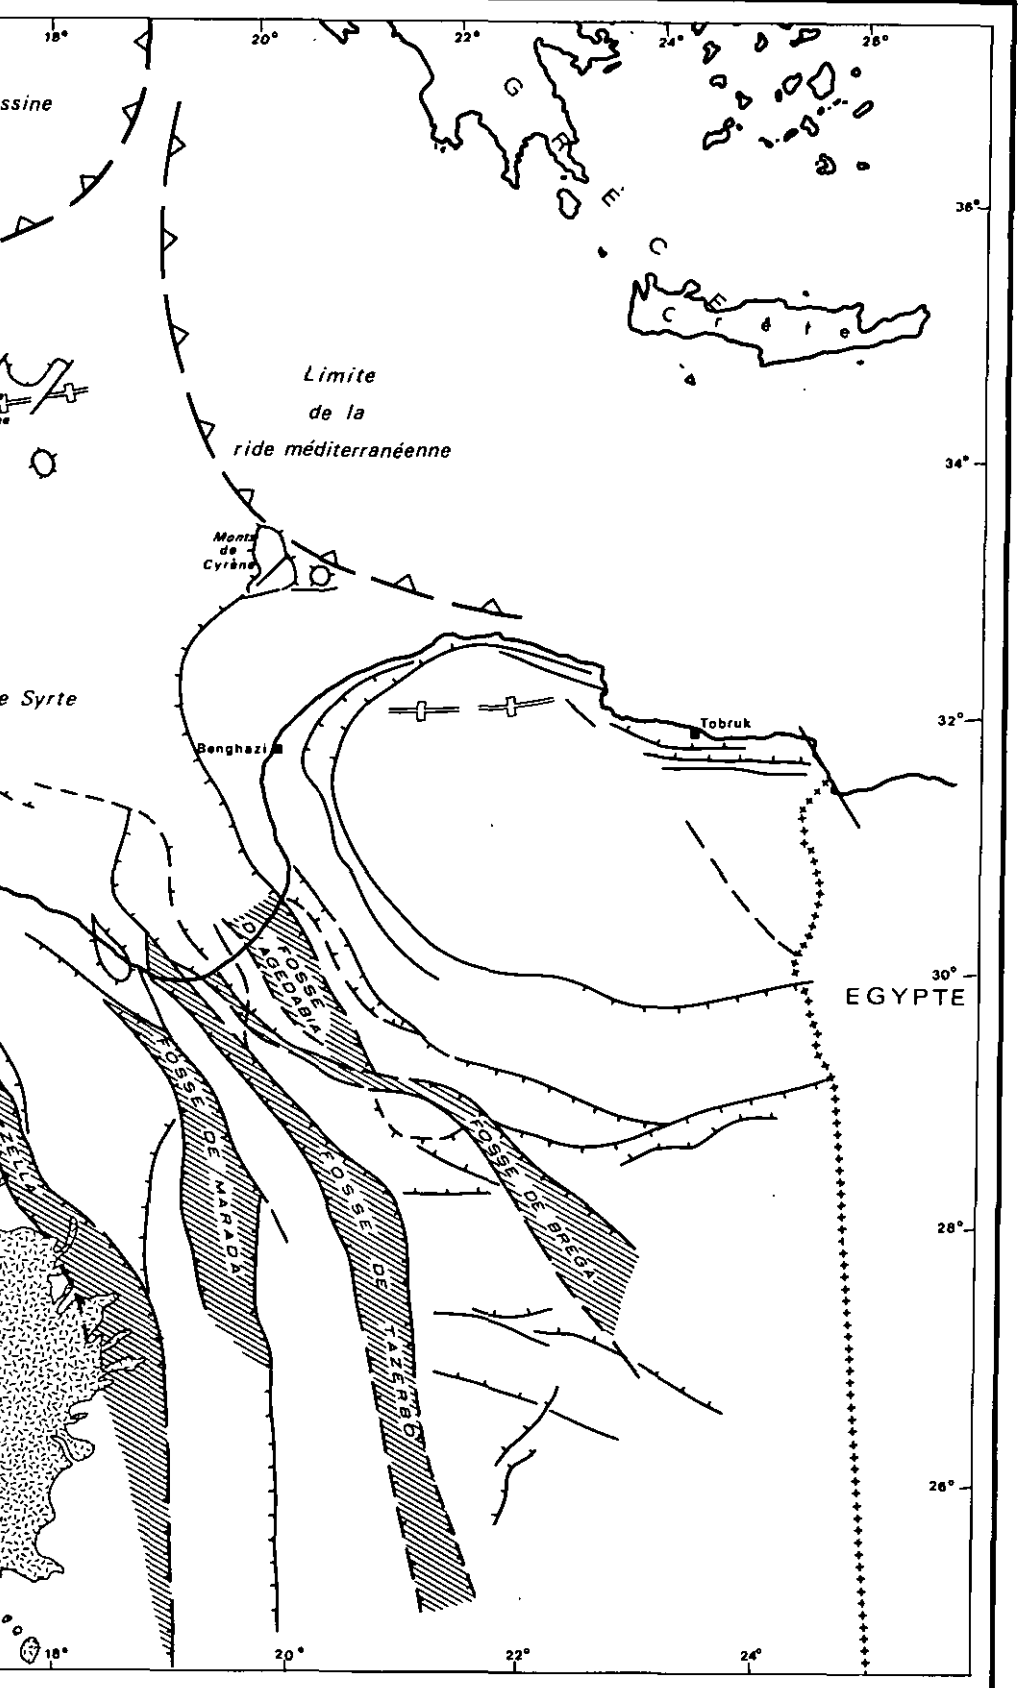 18°
20°
22°
24°
26°
ssine
GRÈCE
36°
Crête
Limite
de la
ride méditerranéenne
34°
Monts
de
Cyrène
e Syrte
32°
Tobruk
Benghazi
30°
EGYPTE
FOSSE
D'AGEDABIA
FOSSE DE MARADA
FOSSE DE TAZERBO
FOSSE DE BREGA
ZELLA
28°
26°
18°
20°
22°
24°